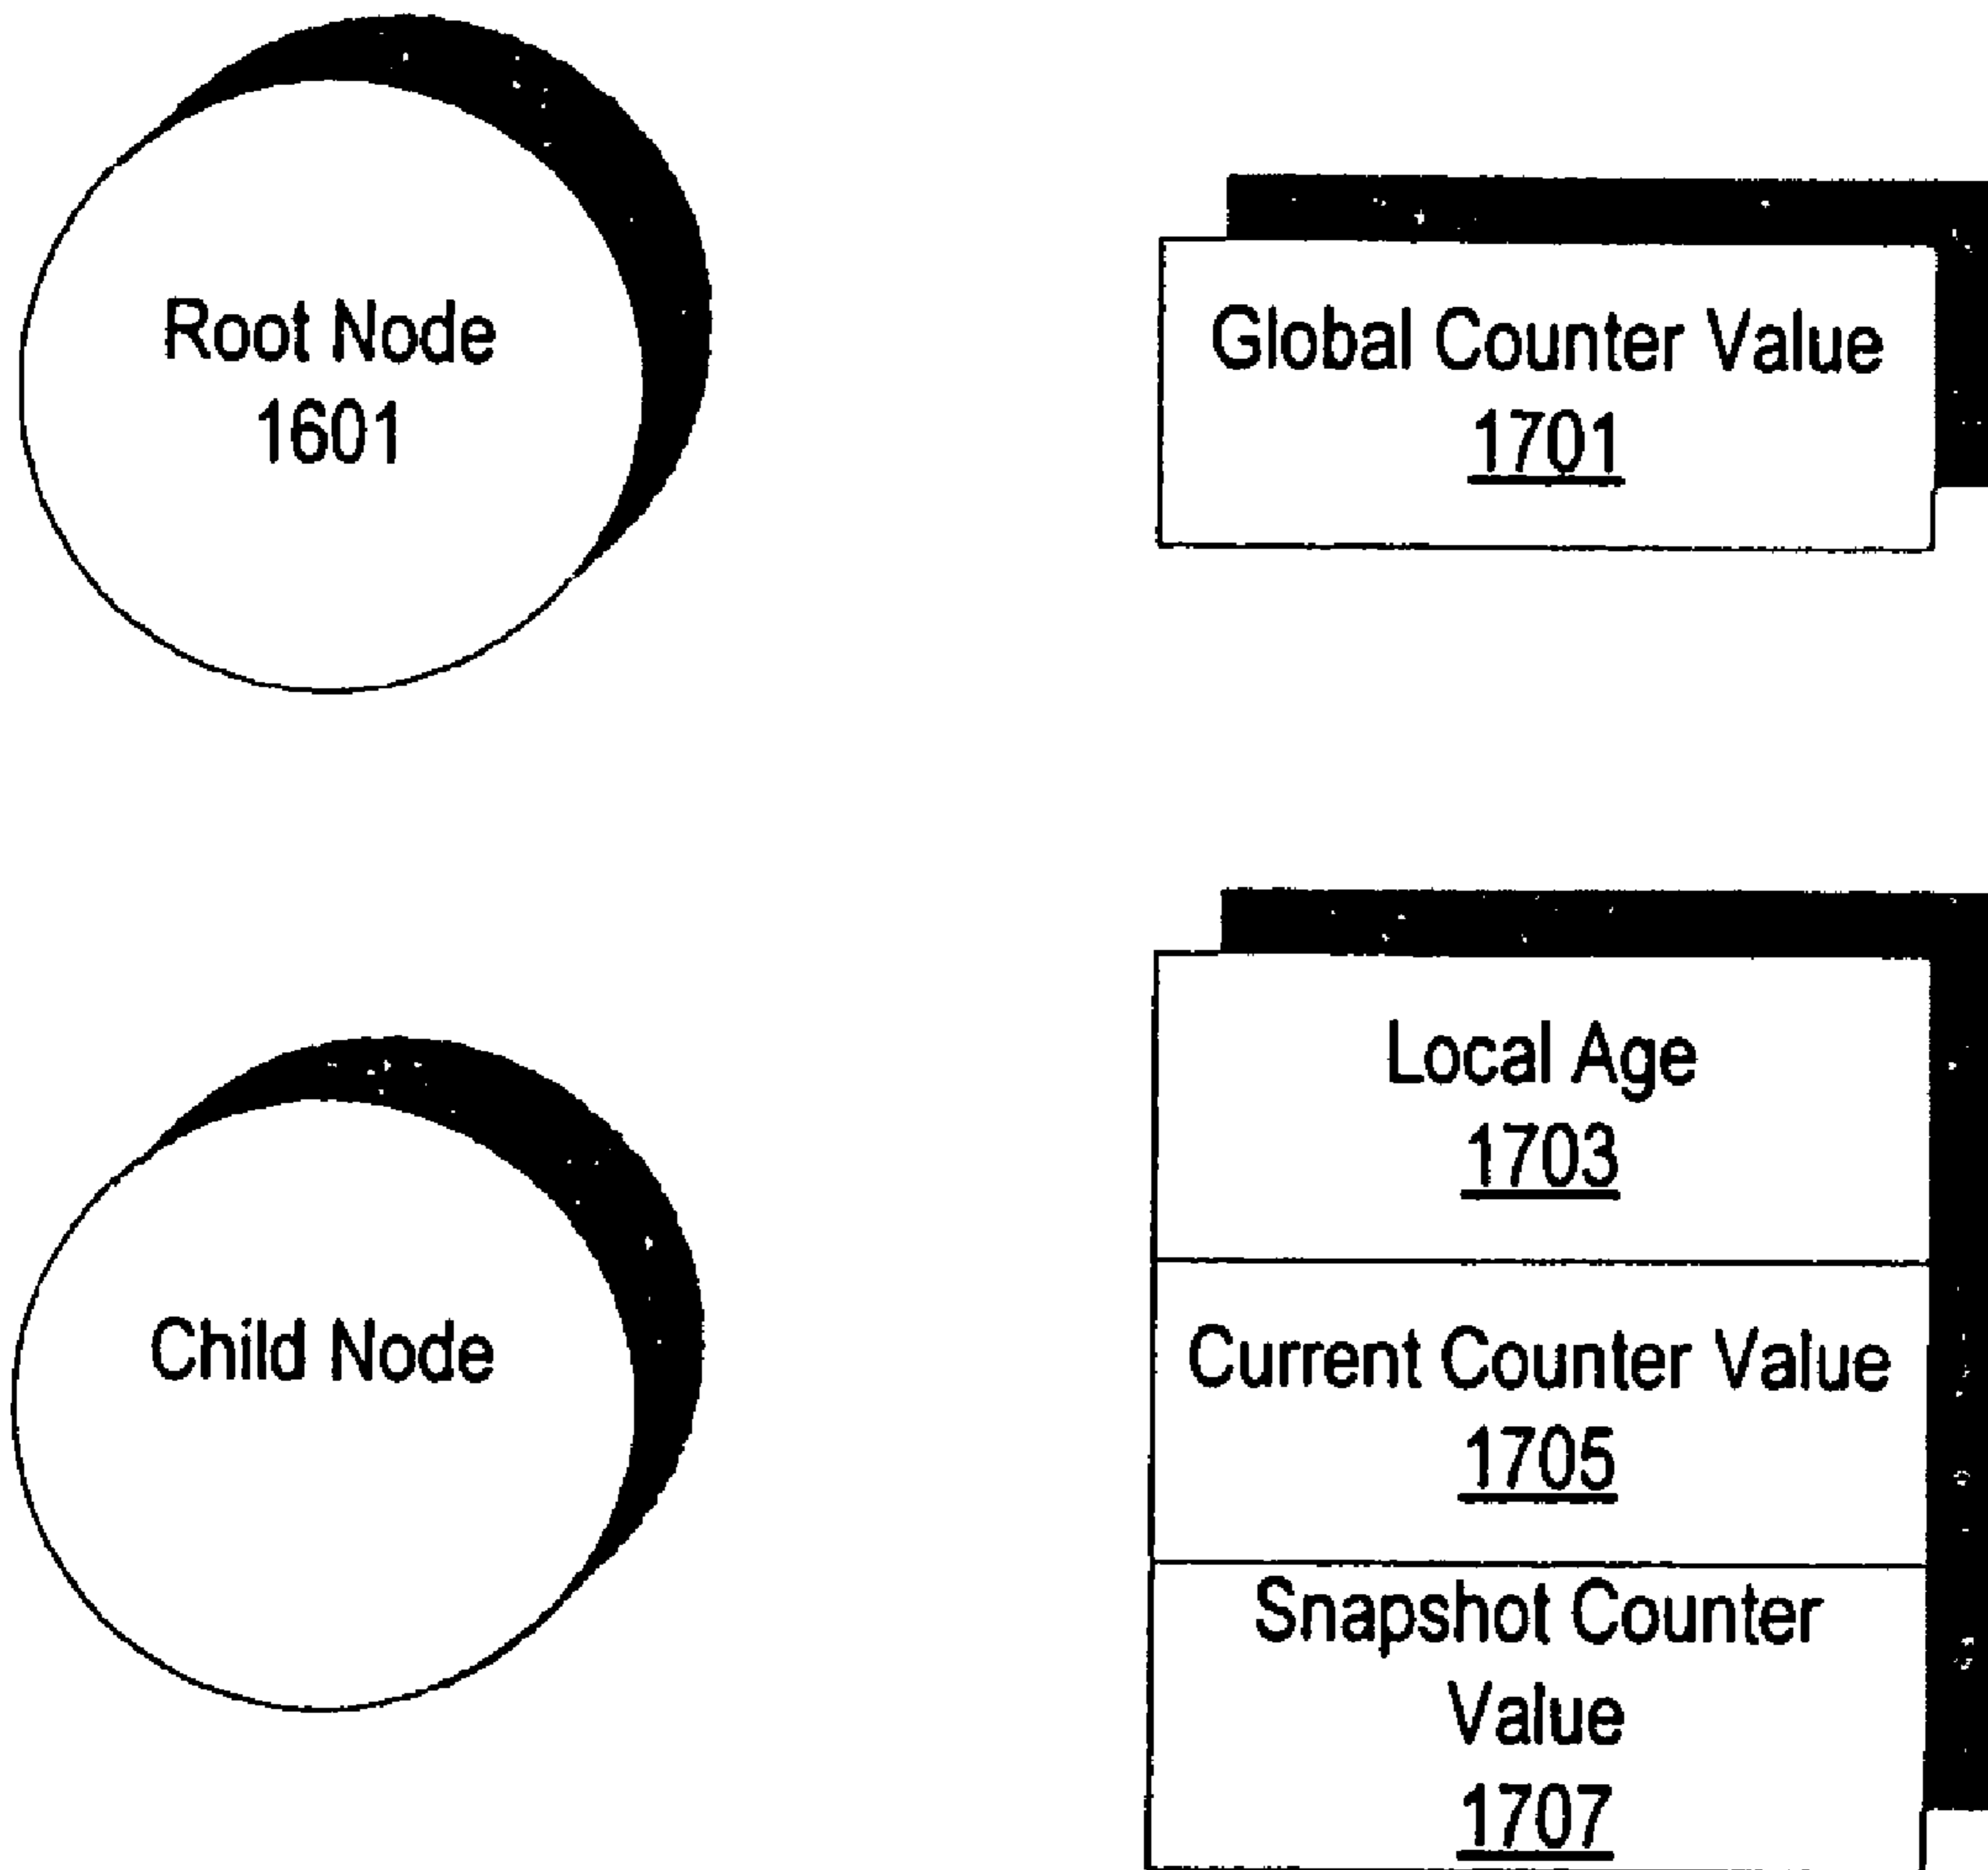 Root Node
1601
Global Counter Value
1701
Local Age
1703
Child Node
Current Counter Value
1705
Snapshot Counter
Value
1707